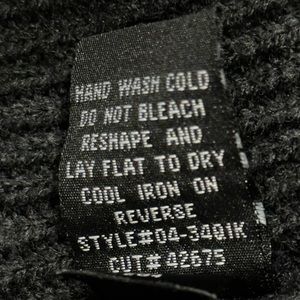 HAND WASH COLD
DO NOT BLEACH
RESHAPE AND
LAY FLAT TO DRY
COOL IRON ON
REVERSE
STYLE#04-3401K
CUT# 42675